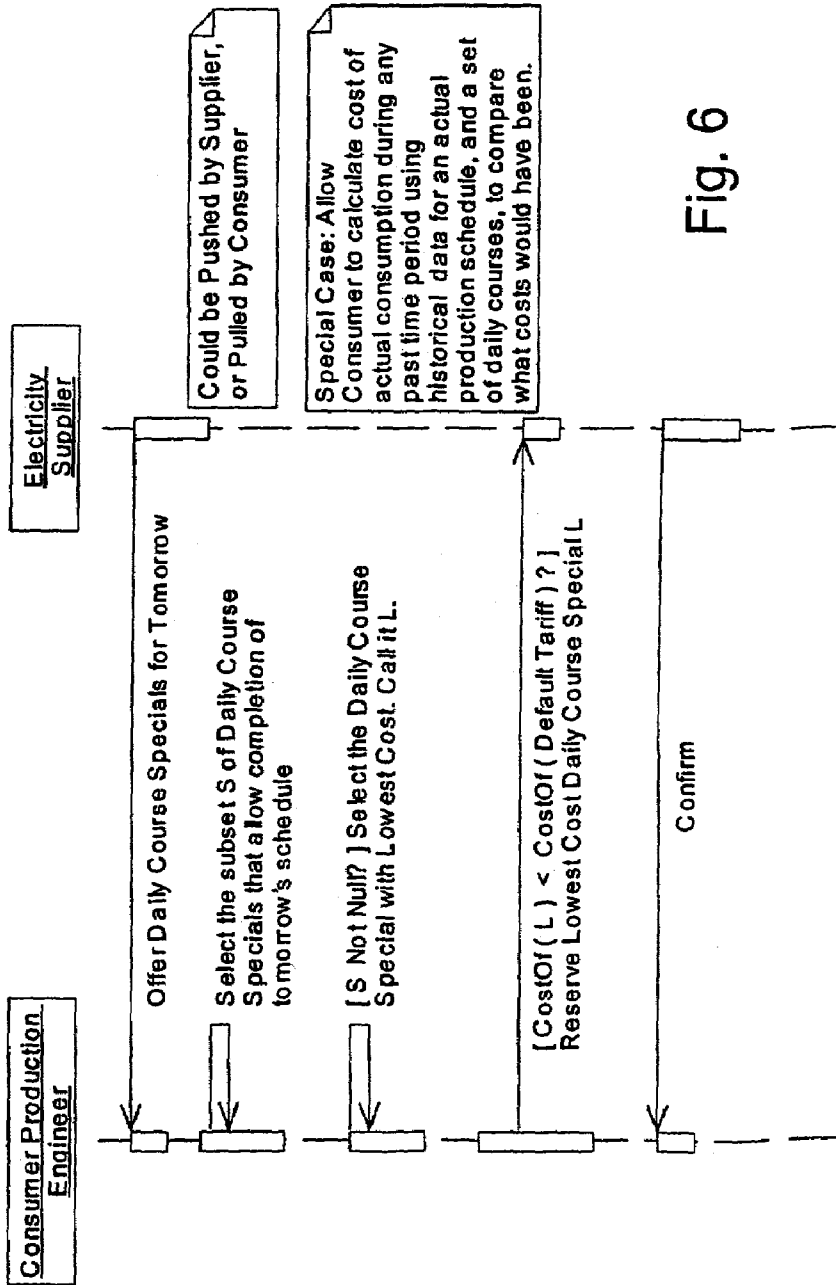 Consumer Production
Engineer
Electricity
Supplier
Offer Daily Course Specials for Tomorrow
Could be Pushed by Supplier,
or Pulled by Consumer
Select the subset S of Daily Course
Specials that allow completion of
tomorrow's schedule
Special Case: Allow
Consumer to calculate cost of
actual consumption during any
past time period using
historical data for an actual
production schedule, and a set
of daily courses, to compare
what costs would have been.
[ S Not Null? ] Select the Daily Course
Special with Lowest Cost. Call it L.
[ CostOf ( L ) < CostOf ( Default Tariff ) ? ]
Reserve Lowest Cost Daily Course Special L
Confirm
Fig. 6